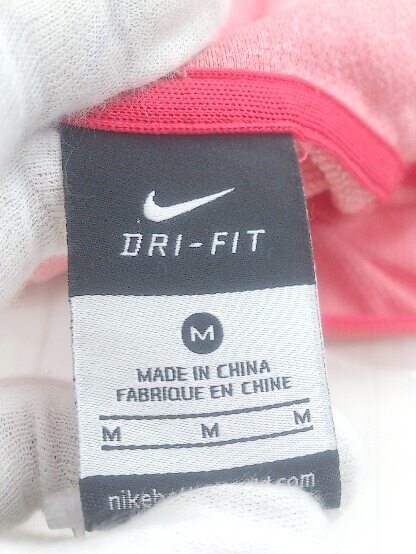 DRI-FIT
M
MADE IN CHINA
FABRIQUE EN CHINE
M M M